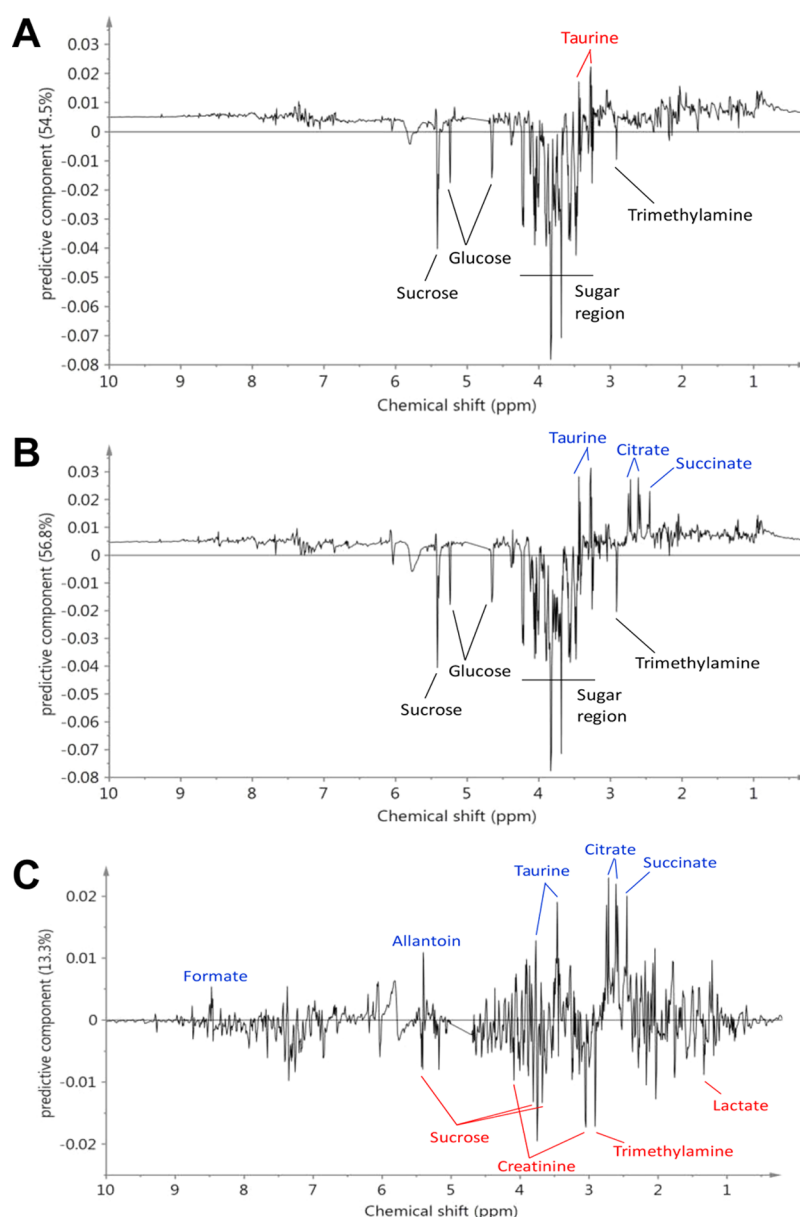 A
predictive component (54.5%)
0.03
0.02
0.01
0
-0.01
-0.02
-0.03
-0.04
-0.05
-0.06
-0.07
-0.08
Taurine
Trimethylamine
Glucose
Sucrose
Sugar
region
10 9 8 7 6 5 4 3 2 1
Chemical shift (ppm)
B
predictive component (56.8%)
0.03
0.02
0.01
0
-0.01
-0.02
-0.03
-0.04
-0.05
-0.06
-0.07
-0.08
Taurine
Citrate
Succinate
Trimethylamine
Glucose
Sucrose
Sugar
region
10 9 8 7 6 5 4 3 2 1
Chemical shift (ppm)
C
predictive component (13.3%)
0.02
0.01
0
-0.01
-0.02
Citrate
Succinate
Taurine
Allantoin
Formate
Lactate
Sucrose
Trimethylamine
Creatinine
10 9 8 7 6 5 4 3 2 1
Chemical shift (ppm)